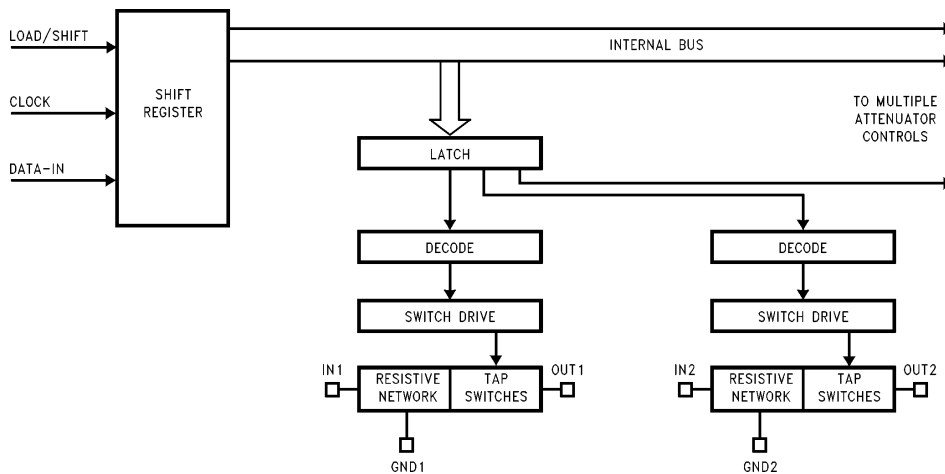 LOAD/SHIFT
CLOCK
DATA-IN
SHIFT
REGISTER
INTERNAL BUS
TO MULTIPLE
ATTENUATOR
CONTROLS
LATCH
DECODE
DECODE
SWITCH DRIVE
SWITCH DRIVE
IN1
RESISTIVE
NETWORK
TAP
SWITCHES
OUT1
GND1
IN2
RESISTIVE
NETWORK
TAP
SWITCHES
OUT2
GND2